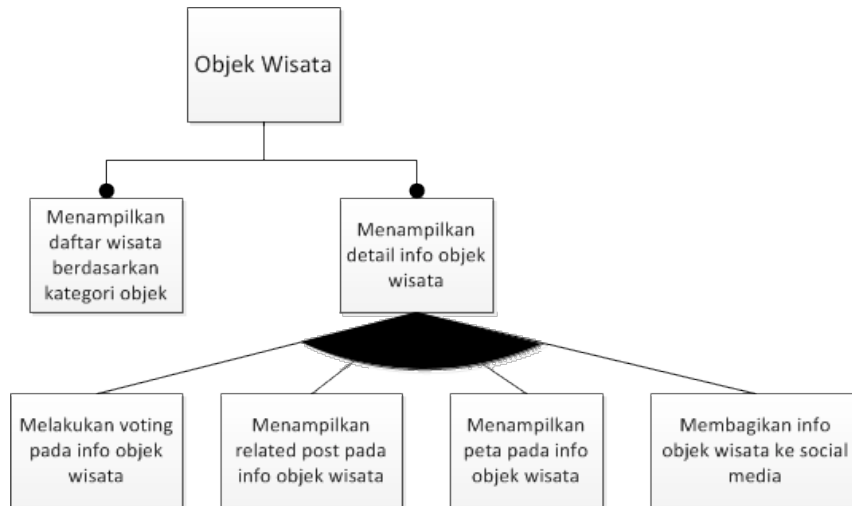 Objek Wisata
Menampilkan
daftar wisata
berdasarkan
kategori objek
Menampilkan
detail info objek
wisata
Melakukan voting
pada info objek
wisata
Menampilkan
related post pada
info objek wisata
Menampilkan
peta pada info
objek wisata
Membagikan info
objek wisata ke social
media